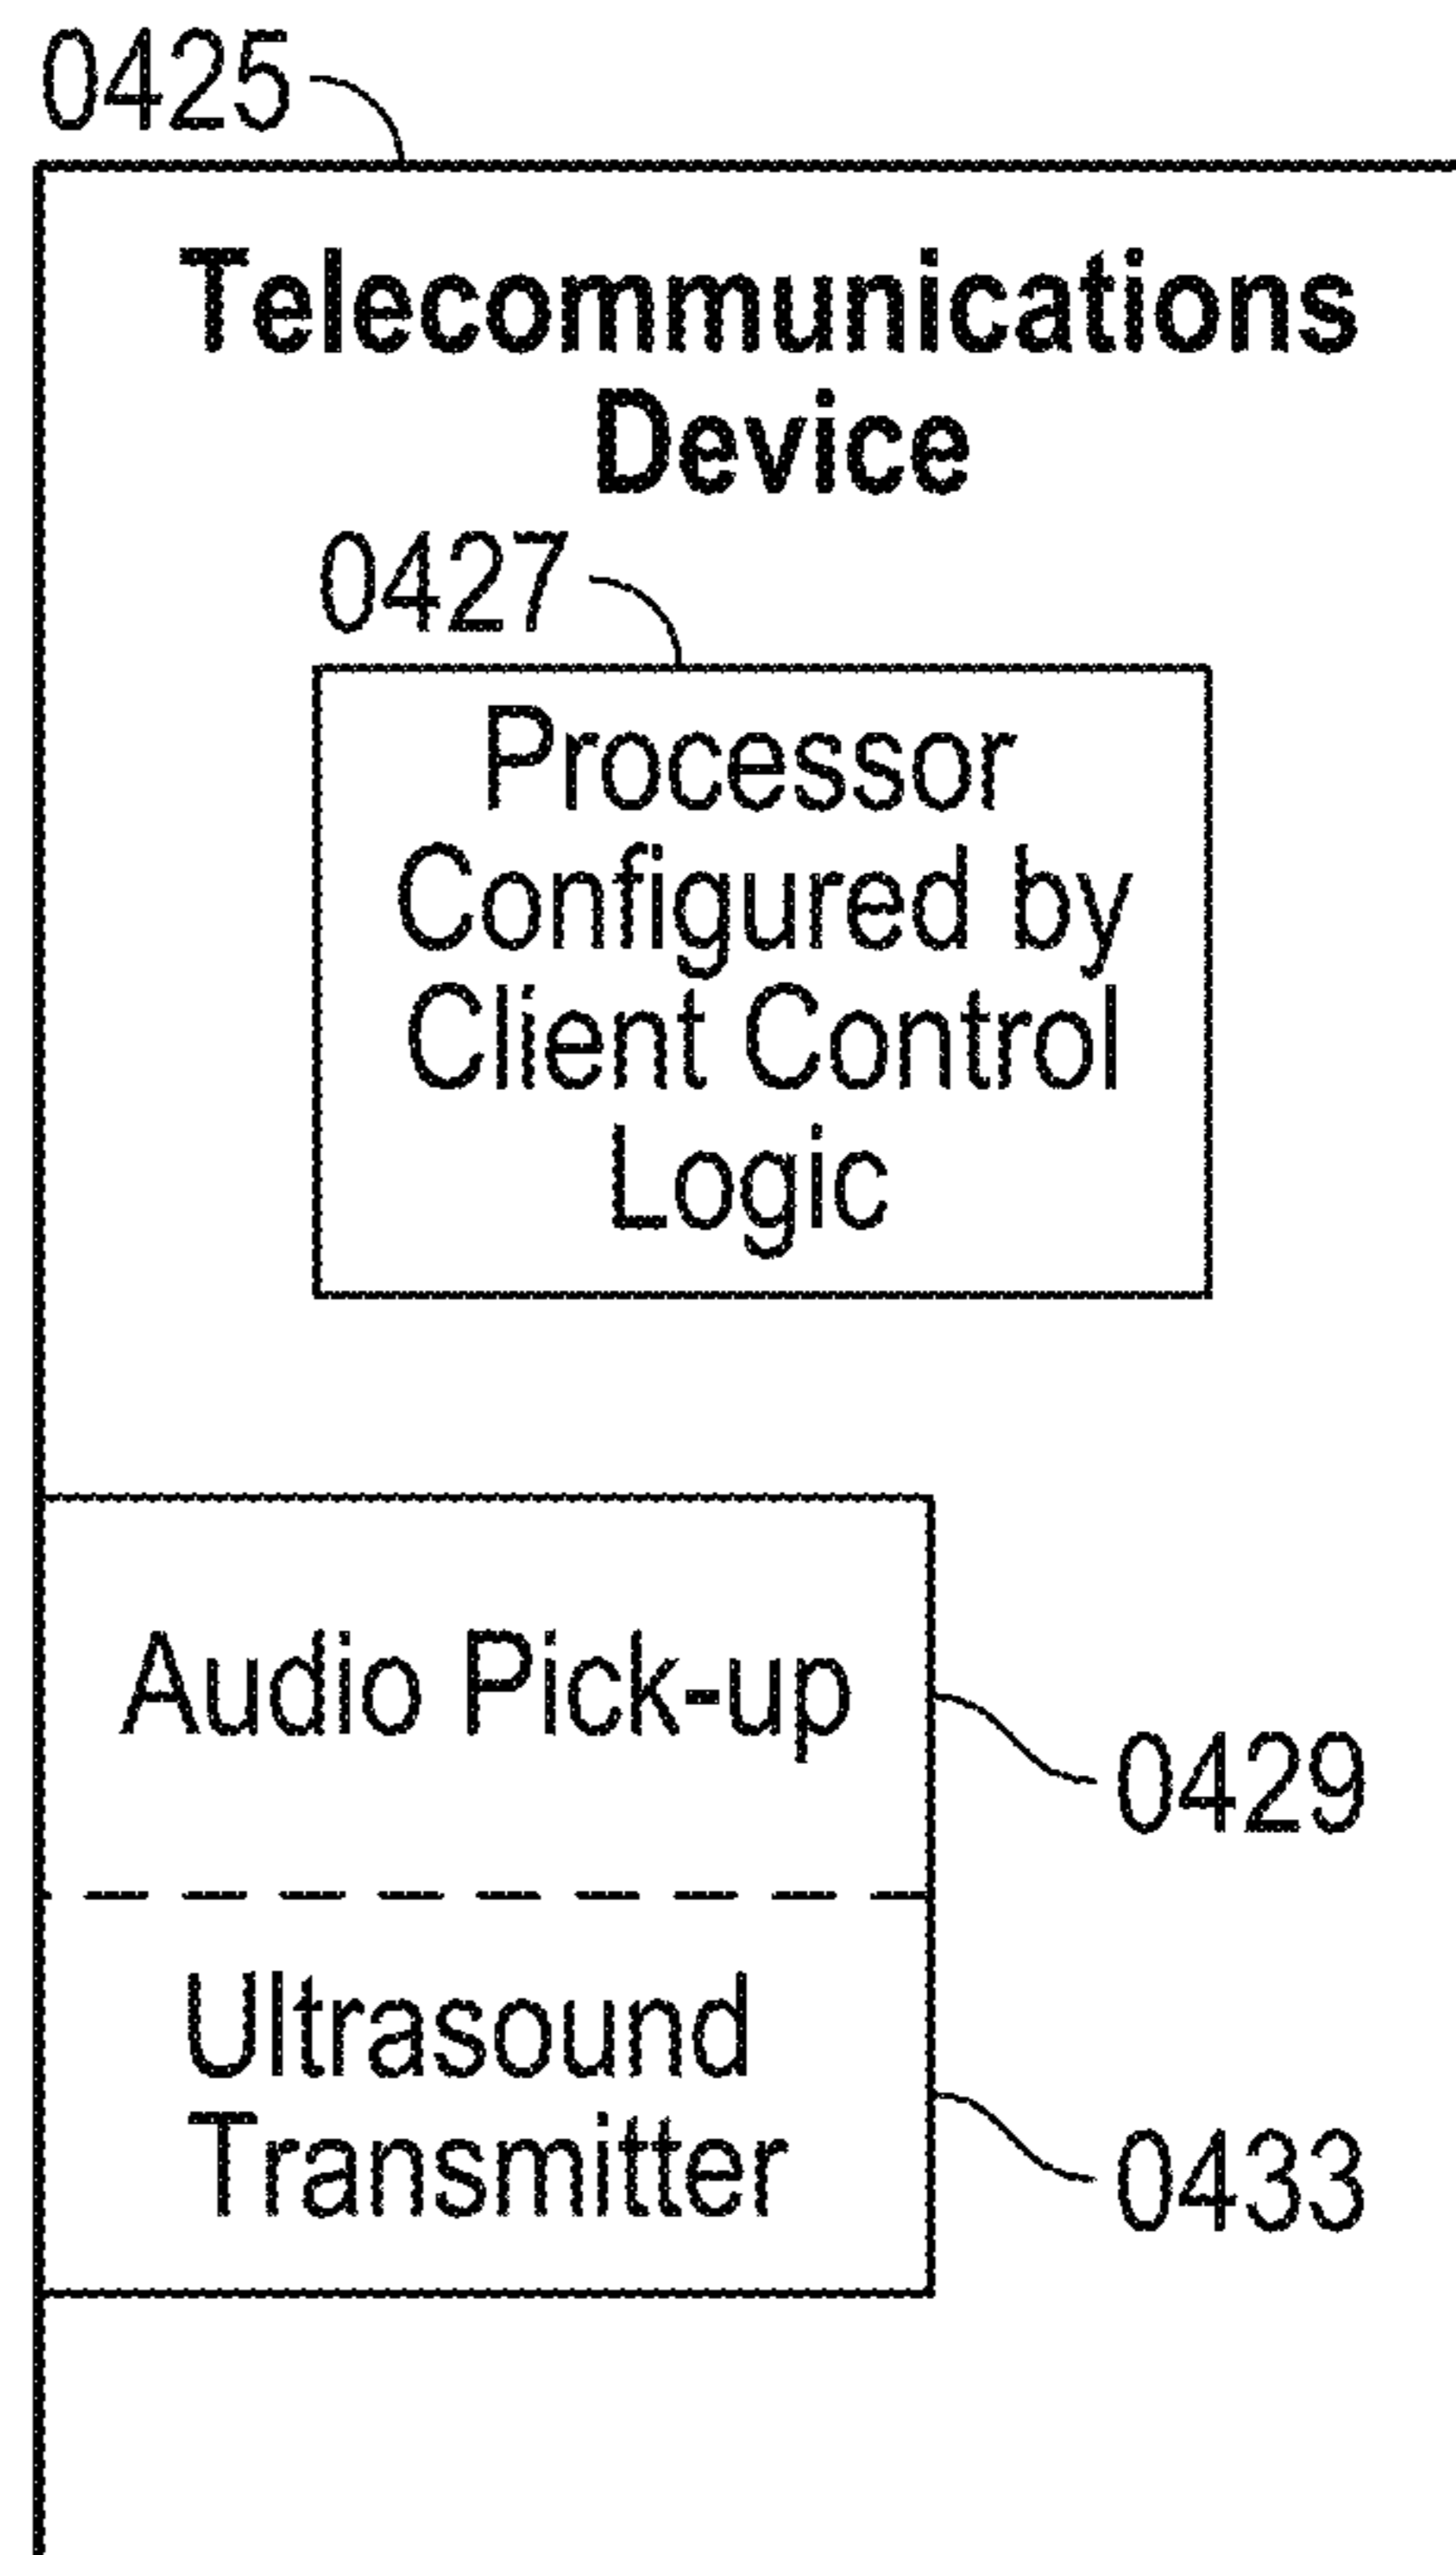 0425
Telecommunications
Device
0427
Processor
Configured by
Client Control
Logic
Audio Pick-up
0429
Ultrasound
Transmitter
0433